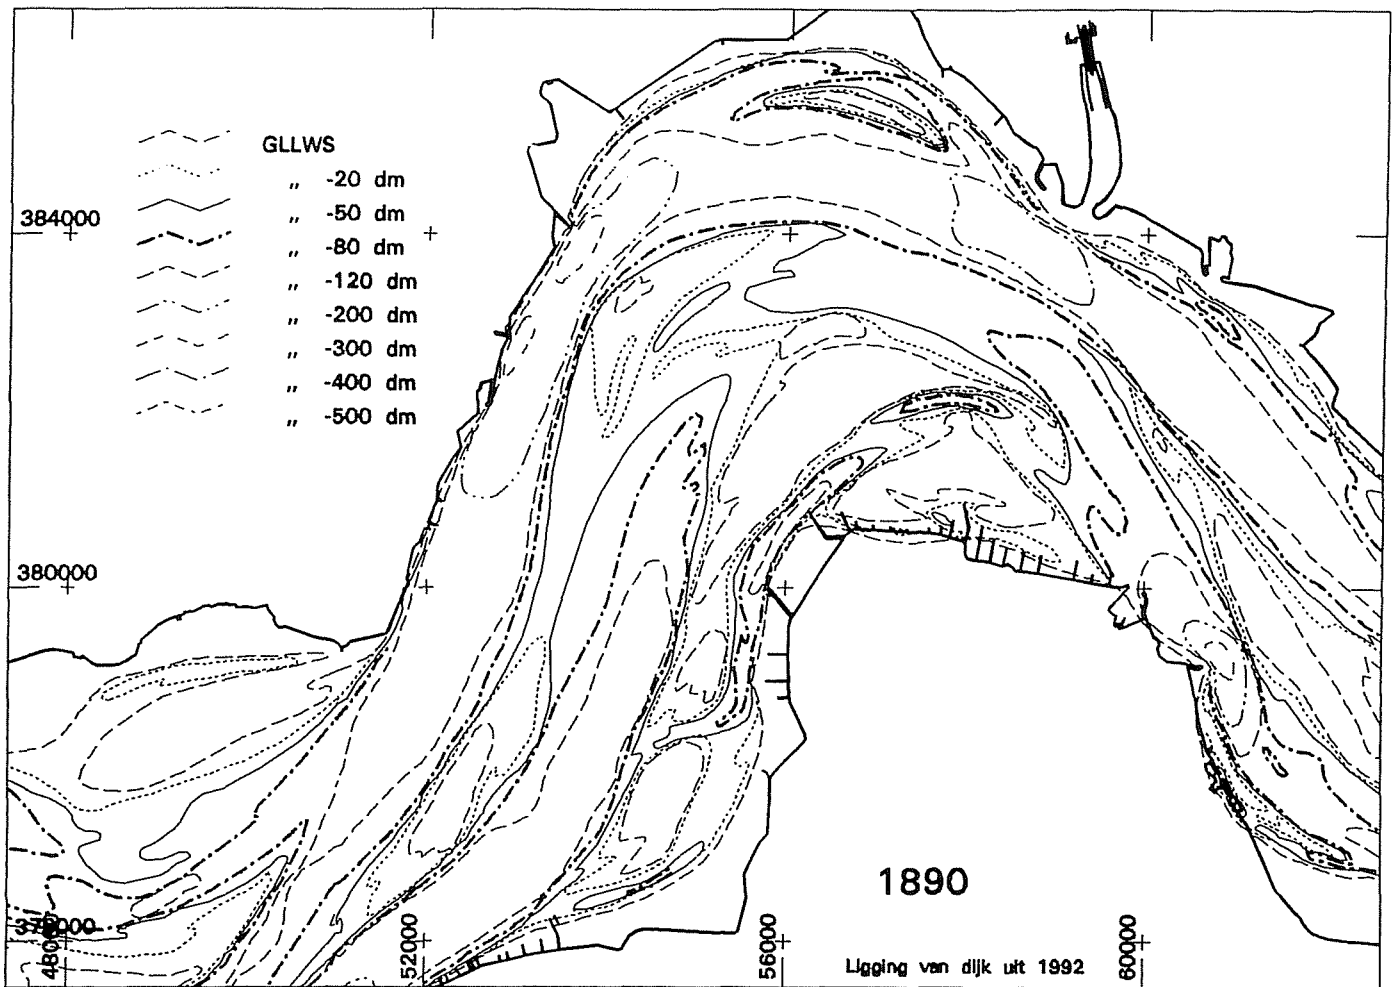 GLLWS
,, -20 dm
,, -50 dm
,, -80 dm
,, -120 dm
,, -200 dm
,, -300 dm
,, -400 dm
,, -500 dm
384000
380000
1890
52000
56000
60000
Ligging van dijk uit 1992